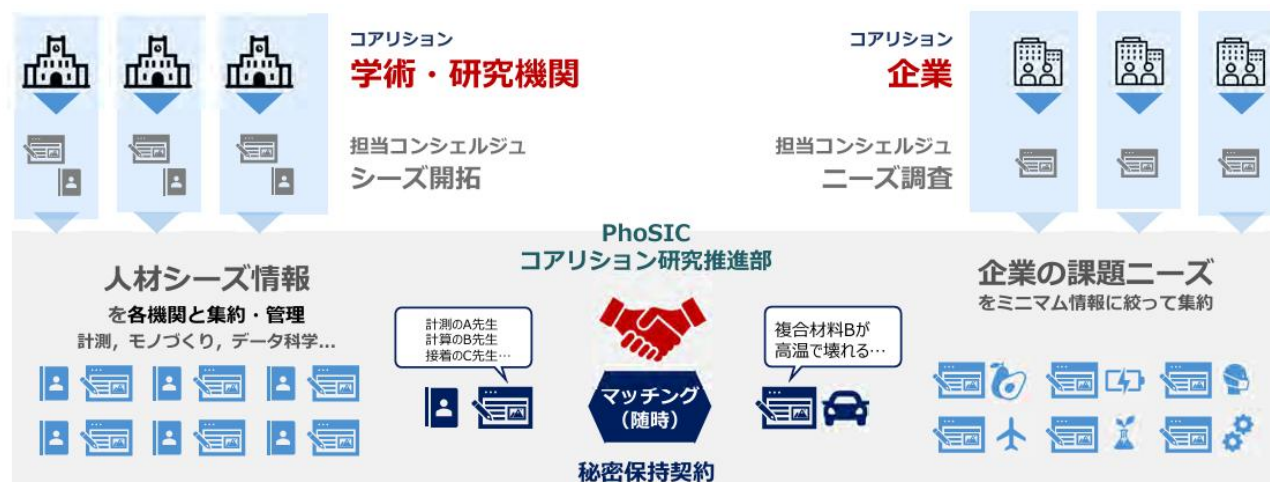 コアリション
学術・研究機関
担当コンシェルジュ
シーズ開拓
コアリション
企業
担当コンシェルジュ
ニーズ調査
PhoSIC
コアリション研究推進部
人材シーズ情報
を各機関と集約・管理
計測，モノづくり，データ科学…
計測のA先生
計算のB先生
接着のC先生…
マッチング
（随時）
秘密保持契約
複合材料Bが
高温で壊れる…
企業の課題ニーズ
をミニマム情報に絞って集約